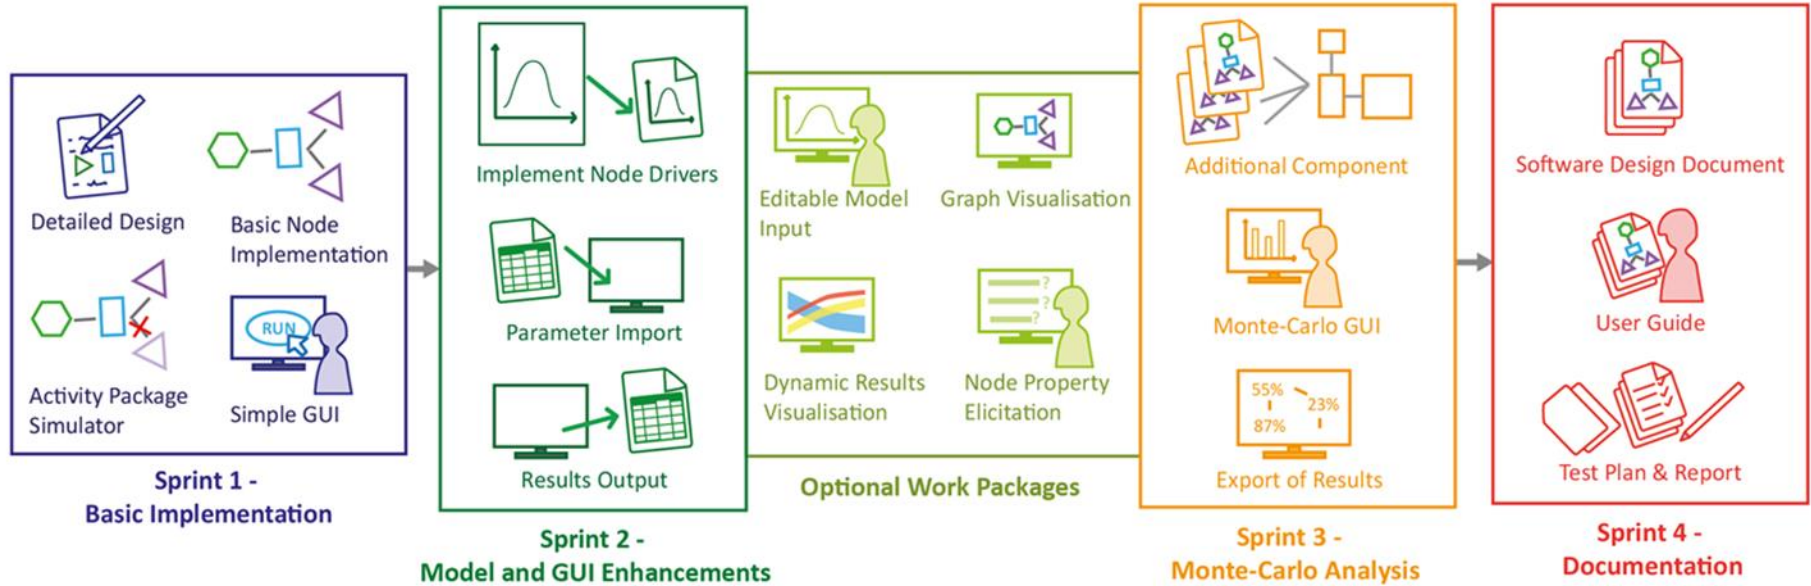 Detailed Design
Basic Node
Implementation
Activity Package
Simulator
RUN
Simple GUI
Sprint 1 -
Basic Implementation
Implement Node Drivers
Parameter Import
Results Output
Sprint 2 -
Model and GUI Enhancements
Editable Model
Input
Graph Visualisation
Dynamic Results
Visualisation
?
?
?
Node Property
Elicitation
Optional Work Packages
Additional Component
Monte-Carlo GUI
55%
23%
87%
Export of Results
Sprint 3 -
Monte-Carlo Analysis
Software Design Document
User Guide
Test Plan & Report
Sprint 4 -
Documentation